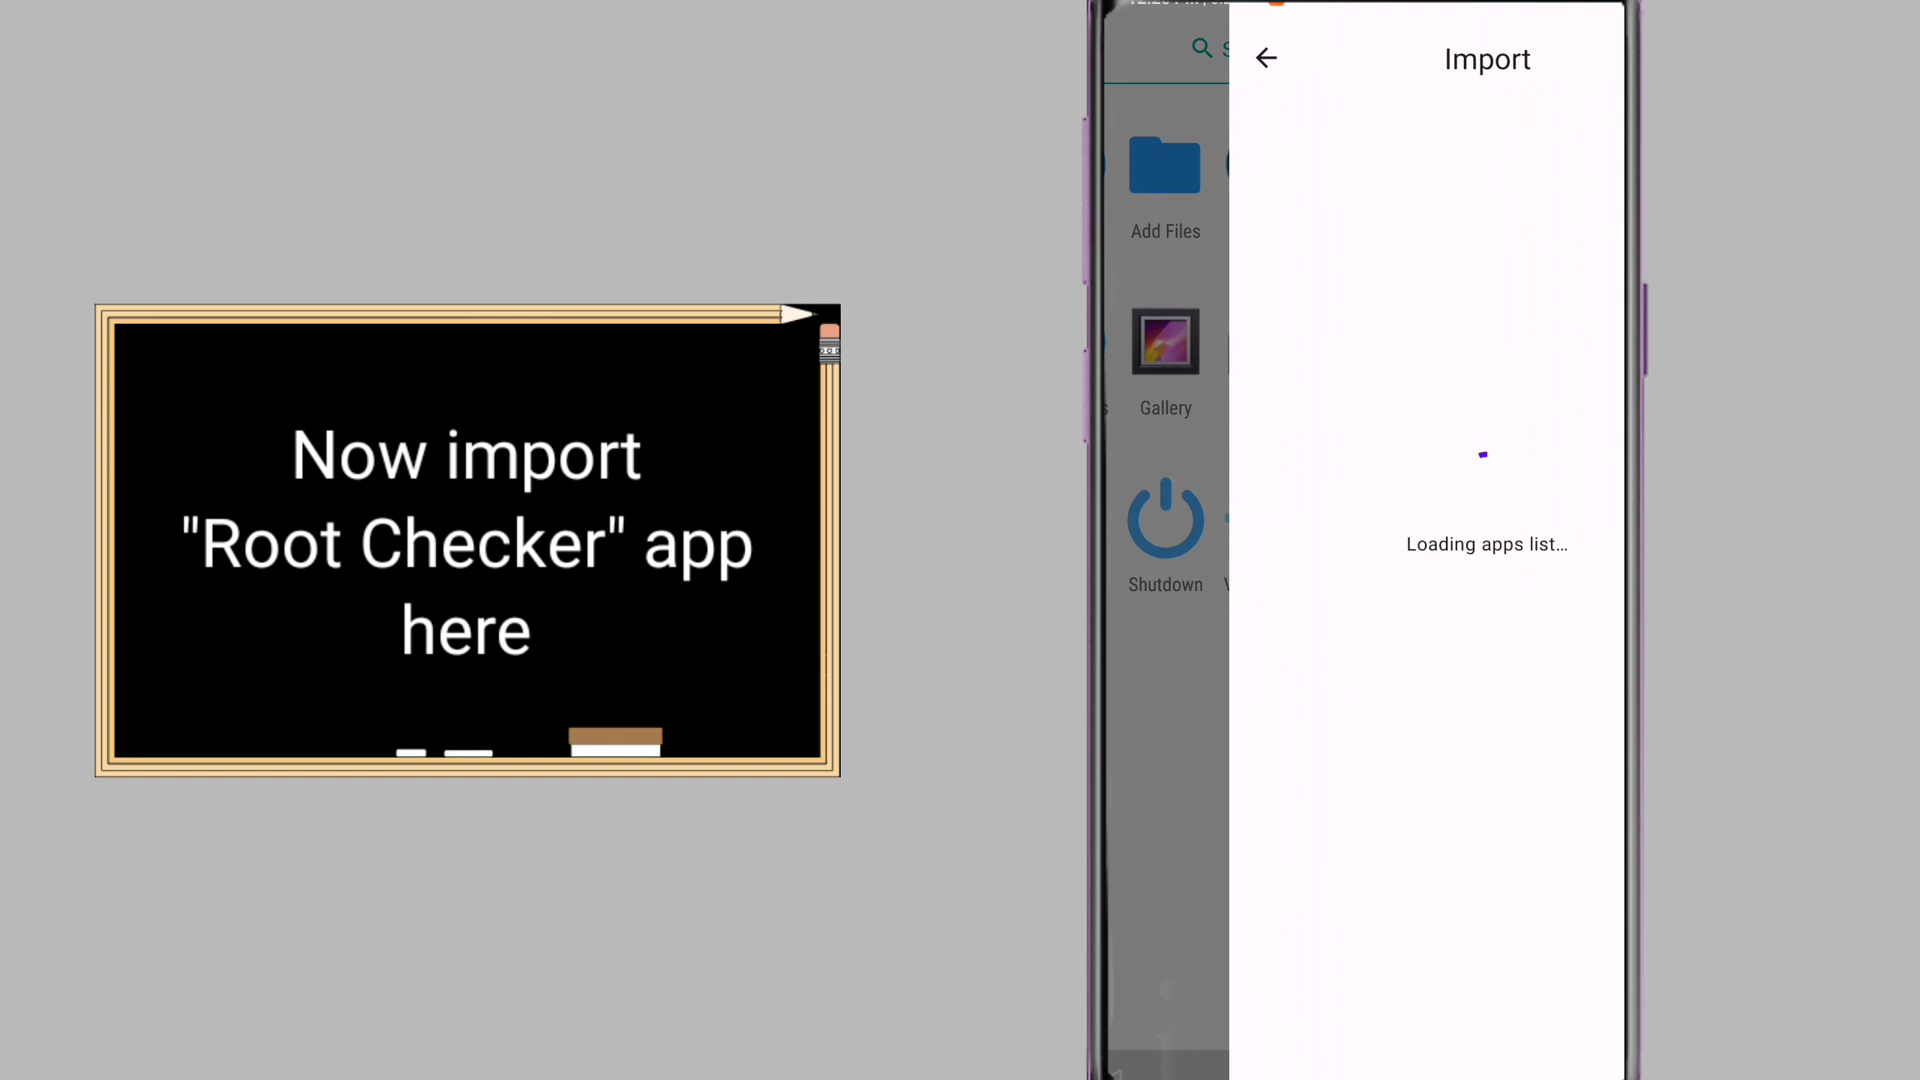 Now import
"Root Checker" app
here
Import
Add Files
Gallery
Shutdown
Loading apps list...